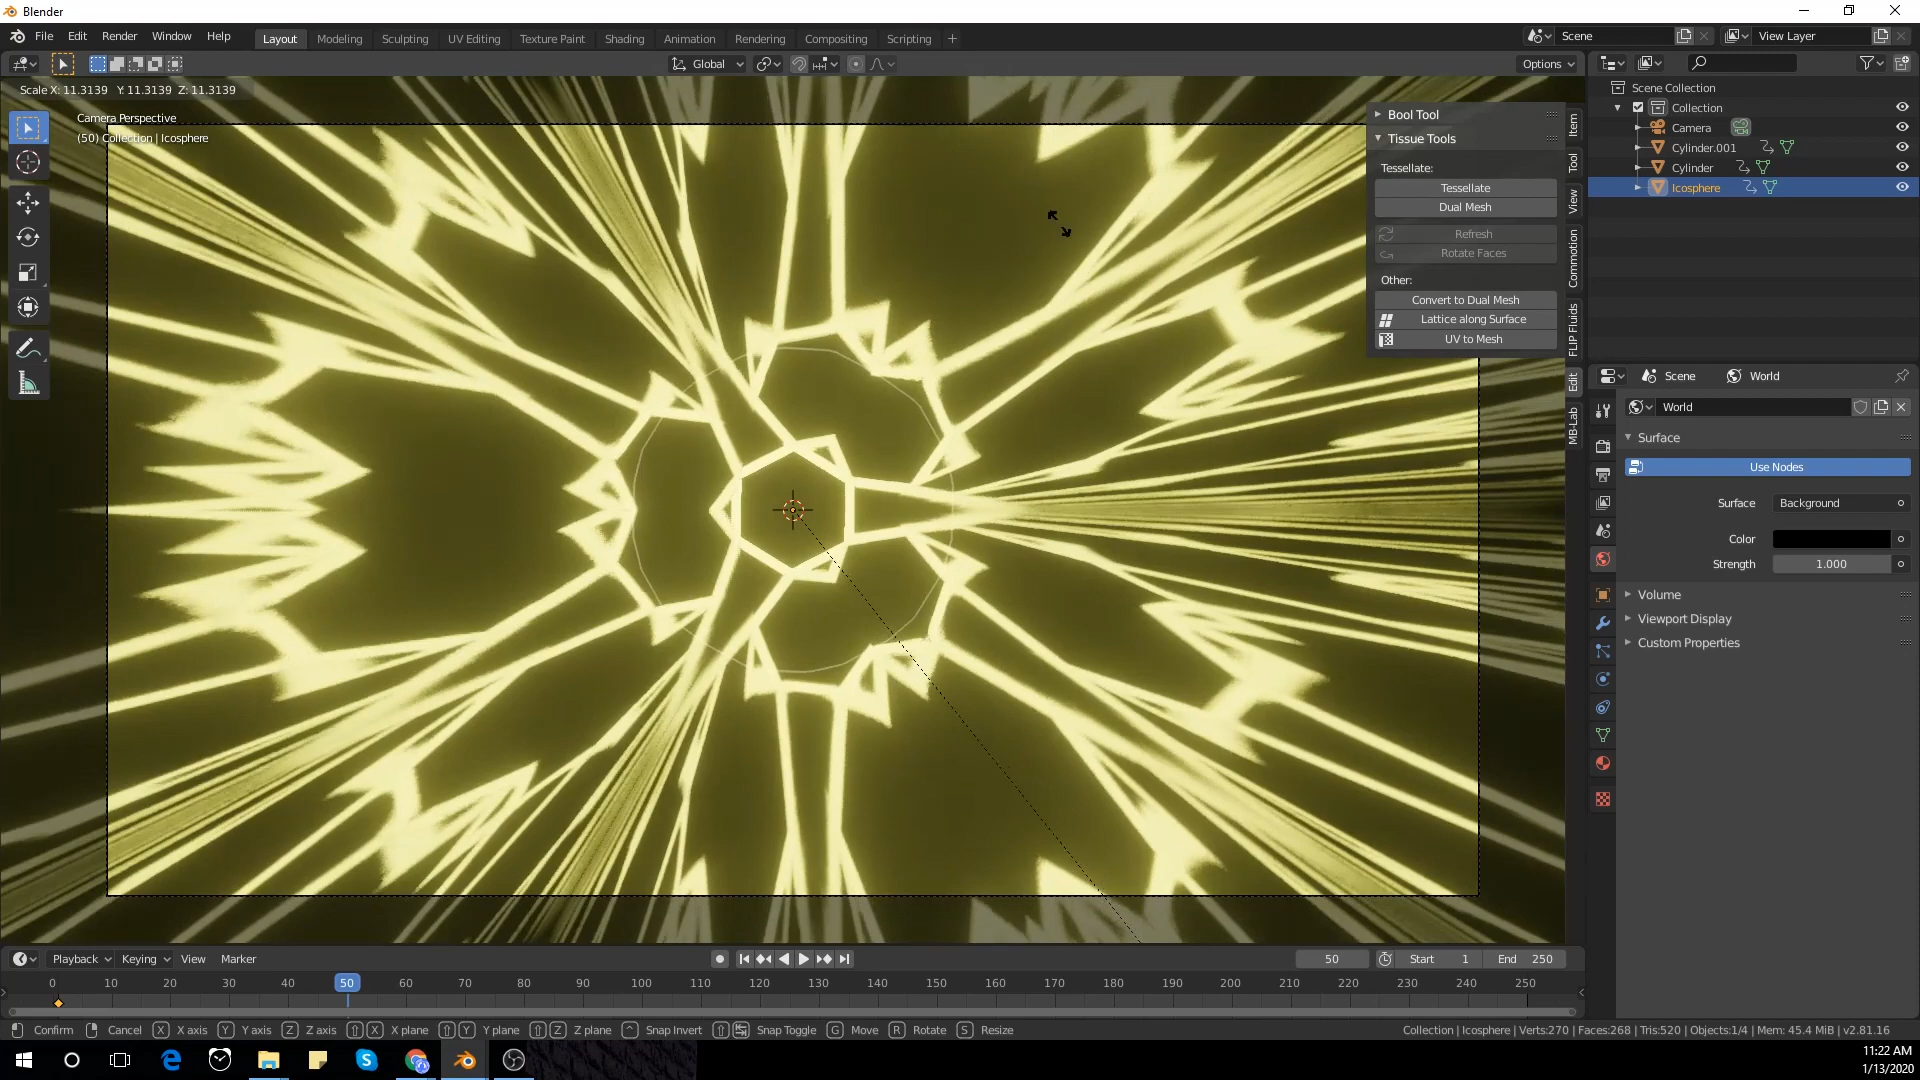 Blender
File Edit Render Window Help
Layout Modeling Sculpting UV Editing Texture Paint Shading Animation Rendering Compositing Scripting +
Scene
View Layer
Global
Options
Scale X: 11.3139 Y: 11.3139 Z: 11.3139
Camera Perspective
(50) Collection | Icosphere
Bool Tool
Tissue Tools
Tessellate:
Tessellate
Dual Mesh
Refresh
Rotate Faces
Other:
Convert to Dual Mesh
Lattice along Surface
UV to Mesh
Item
Tool
View
Commotion
FLIP Fluids
Edit
MB-Lab
Scene Collection
Collection
Camera
Cylinder.001
Cylinder
Icosphere
Scene World
World
Surface
Use Nodes
Surface Background
Color
Strength 1.000
Volume
Viewport Display
Custom Properties
Playback Keying View Marker
50 Start 1 End 250
0 10 20 30 40 50 60 70 80 90 100 110 120 130 140 150 160 170 180 190 200 210 220 230 240 250
Confirm Cancel X X axis Y Y axis Z Z axis X X plane Y Y plane Z Z plane ^ Snap Invert Snap Toggle G Move R Rotate S Resize
Collection | Icosphere | Verts:270 | Faces:268 | Tris:520 | Objects:1/4 | Mem: 45.4 MiB | v2.81.16
11:22 AM
1/13/2020